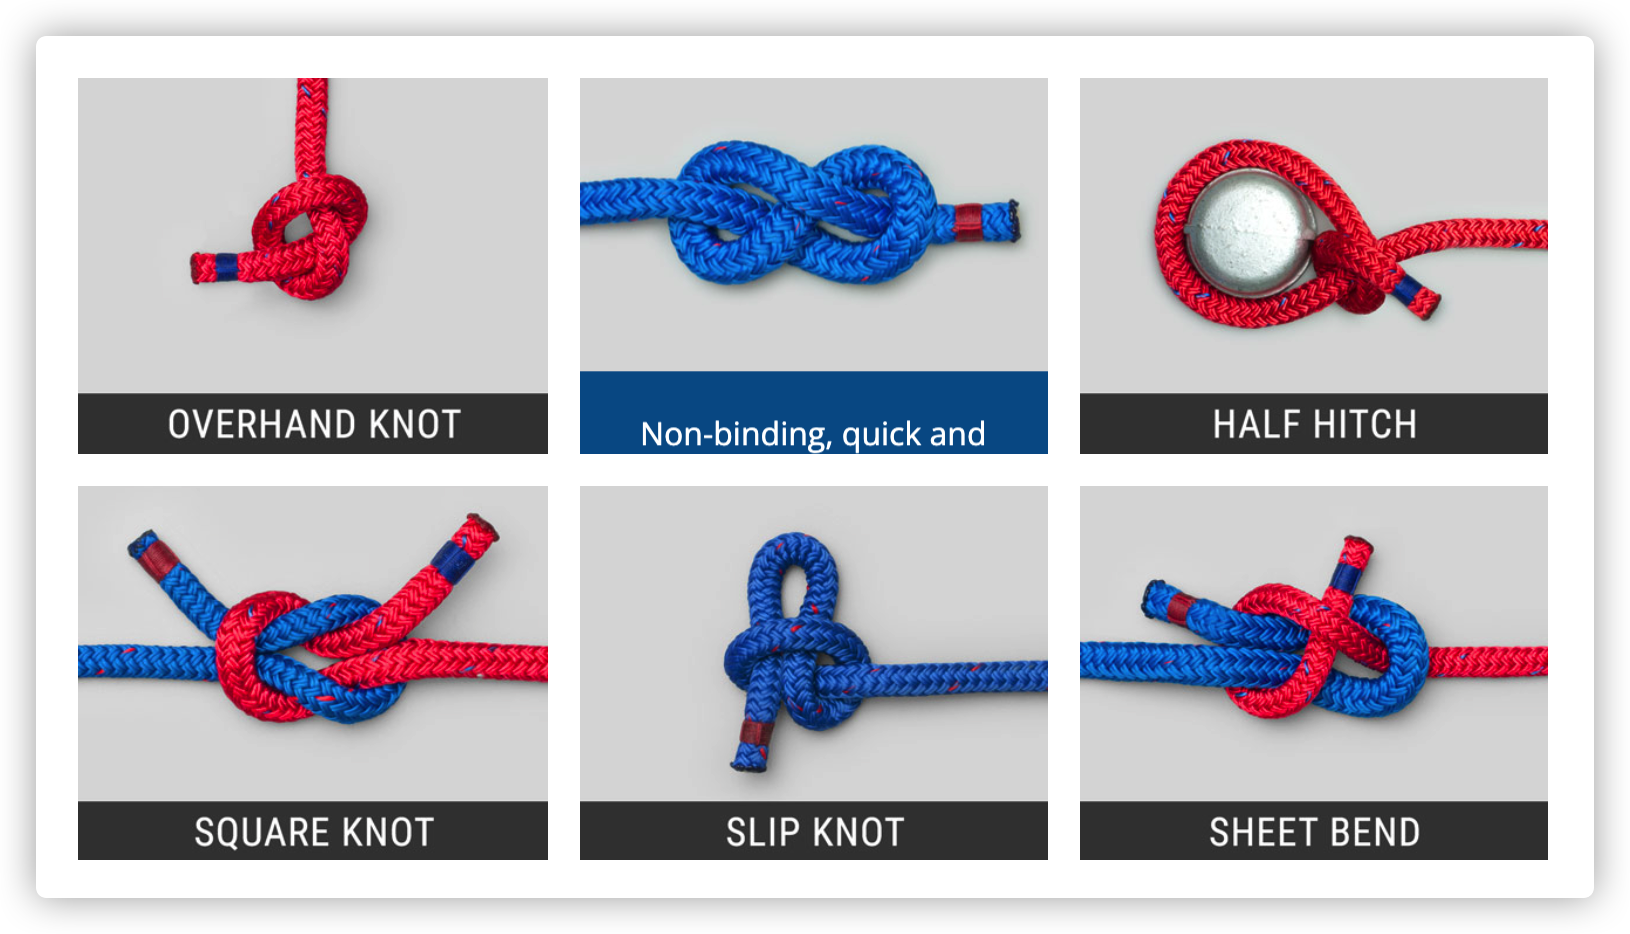 OVERHAND KNOT
Non-binding, quick and
HALF HITCH
SQUARE KNOT
SLIP KNOT
SHEET BEND